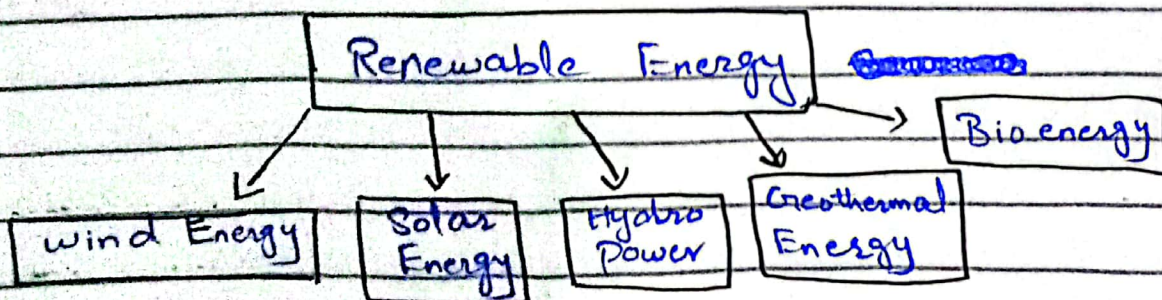 Renewable Energy
Bio energy
Wind Energy
Solar
Energy
Hydro
Power
Geothermal
Energy